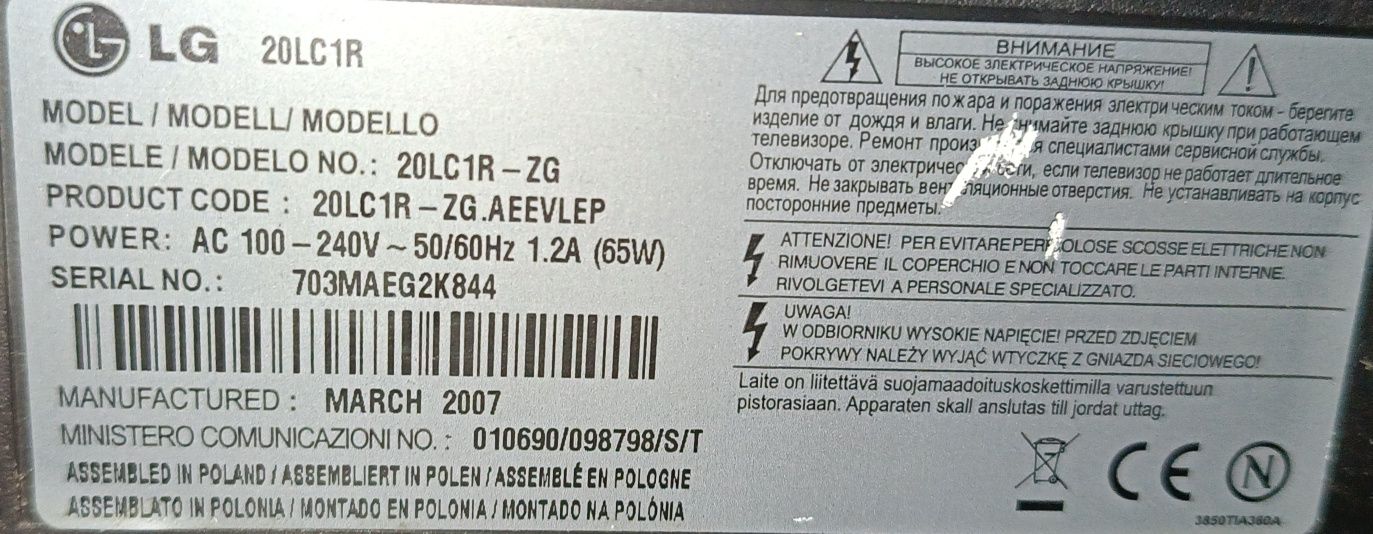 LG 20LC1R
MODEL / MODELL/ MODELLO
MODELE / MODELO NO. : 20LC1R – ZG
PRODUCT CODE : 20LC1R – ZG.AEEVLEP
POWER: AC 100 – 240V ~ 50/60Hz 1.2A (65W)
SERIAL NO. : 703MAEG2K844
MANUFACTURED : MARCH 2007
MINISTERO COMUNICAZIONI NO. : 010690/098798/S/T
ASSEMBLED IN POLAND / ASSEMBLIERT IN POLEN / ASSEMBLÉ EN POLOGNE
ASSEMBLATO IN POLONIA / MONTADO EN POLONIA / MONTADO NA POLÓNIA
ВНИМАНИЕ
ВЫСОКОЕ ЭЛЕКТРИЧЕСКОЕ НАПРЯЖЕНИЕ!
НЕ ОТКРЫВАТЬ ЗАДНЮЮ КРЫШКУ!
Для предотвращения пожара и поражения электрическим током - берегите
изделие от дождя и влаги. Не заднюю крышку при работающем
телевизоре. Ремонт специалистами сервисной службы.
Отключать от если телевизор не работает длительное
время. Не закрывать отверстия. Не устанавливать на корпус
посторонние предметы.
ATTENZIONE! PER EVITARE SCOSSE ELETTRICHE NON
RIMUOVERE IL COPERCHIO E NON TOCCARE LE PARTI INTERNE.
RIVOLGETEVI A PERSONALE SPECIALIZZATO.
UWAGA!
W ODBIORNIKU WYSOKIE NAPIĘCIE! PRZED ZDJĘCIEM
POKRYWY NALEŻY WYJĄĆ WTYCZKĘ Z GNIAZDA SIECIOWEGO!
Laite on liitettävä suojamaadoituskoskettimilla varustettuun
pistorasiaan. Apparaten skall anslutas till jordat uttag.
CE N
3850TIA360A